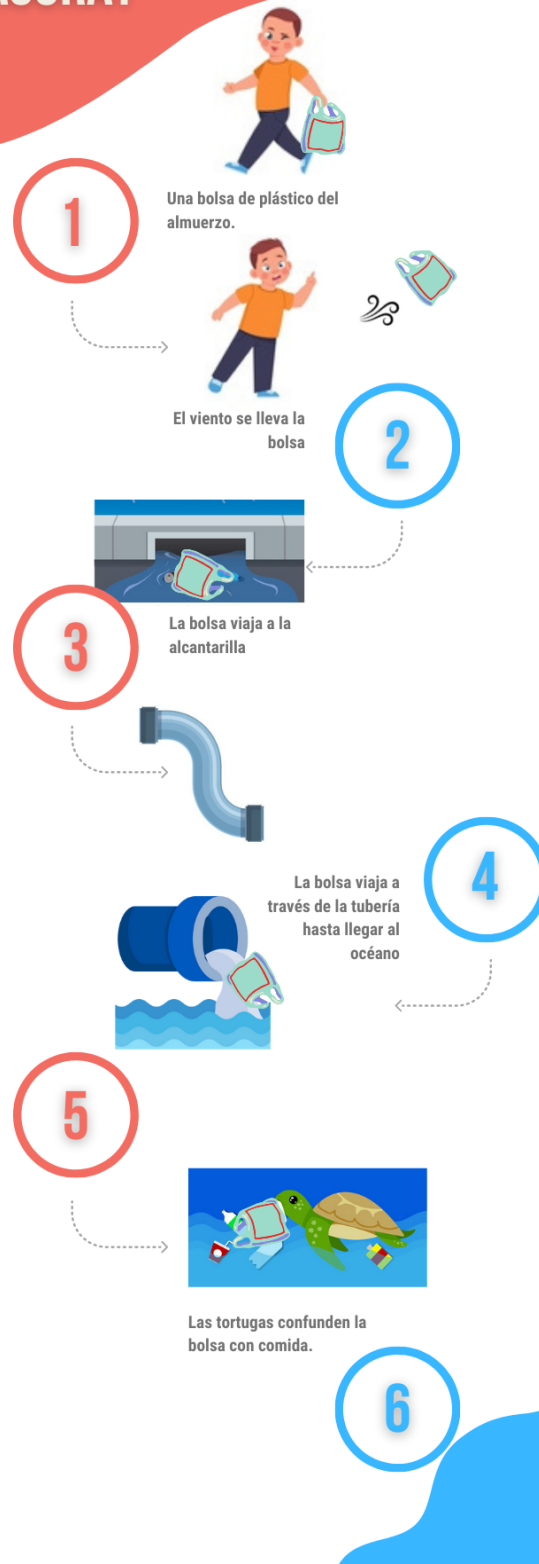 1
Una bolsa de plástico del
almuerzo.
El viento se lleva la
bolsa
2
La bolsa viaja a la
alcantarilla
3
La bolsa viaja a
través de la tubería
hasta llegar al
océano
4
5
Las tortugas confunden la
bolsa con comida.
6